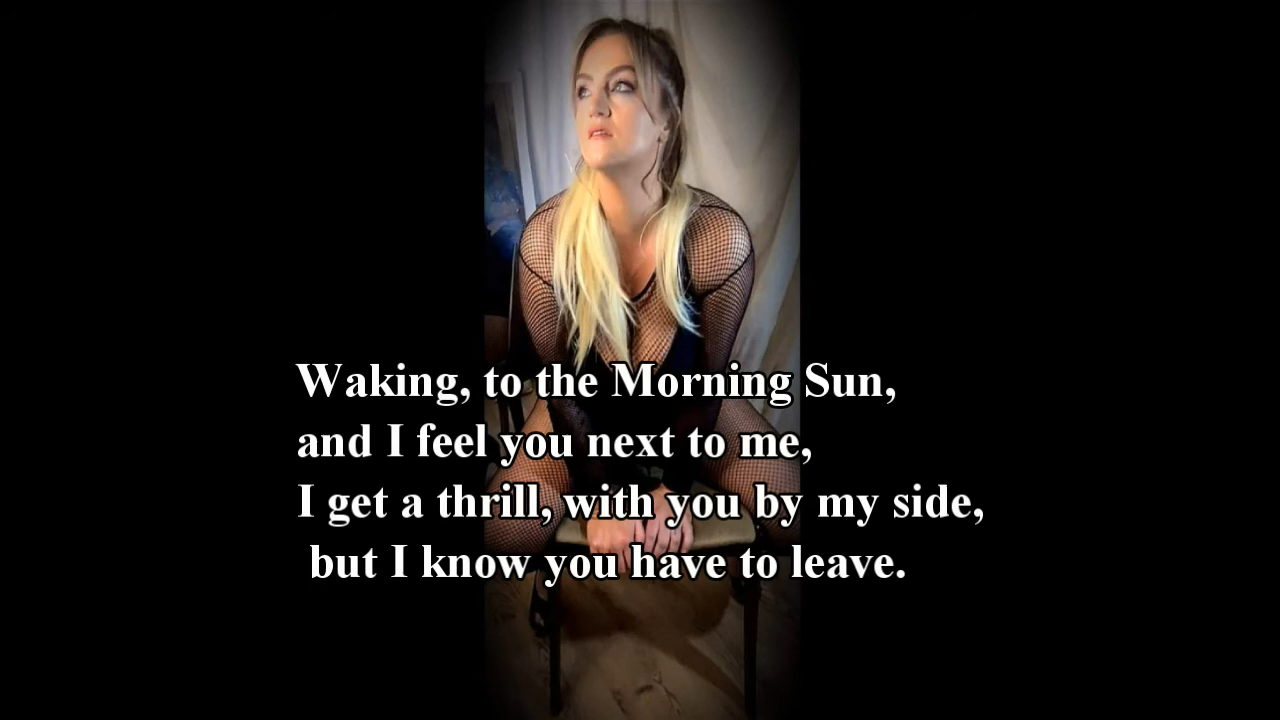 Waking, to the Morning Sun,
and I feel you next to me,
I get a thrill, with you by my side,
but I know you have to leave.